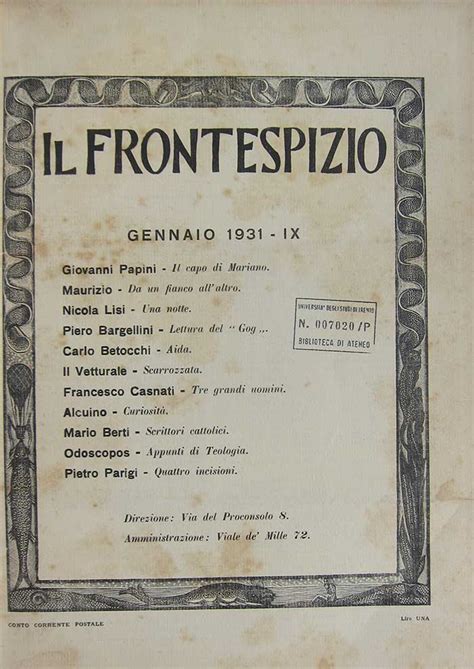 IL FRONTESPIZIO
GENNAIO 1931 - IX
Giovanni Papini - Il capo di Mariano.
Maurizio - Da un fianco all'altro.
Nicola Lisi - Una notte.
Piero Bargellini - Lettura del "Gog „.
Carlo Betocchi - Aida.
Il Vetturale - Scarrozzata.
Francesco Casnati - Tre grandi uomini.
Alcuino - Curiosità.
Mario Berti - Scrittori cattolici.
Odoscopos - Appunti di Teologia.
Pietro Parigi - Quattro incisioni.
UNIVERSITA' DEGLI STUDI DI TRENTO
N. 007020/P
BIBLIOTECA DI ATENEO
Direzione: Via del Proconsolo 8.
Amministrazione: Viale de' Mille 72.
CONTO CORRENTE POSTALE
Lire UNA